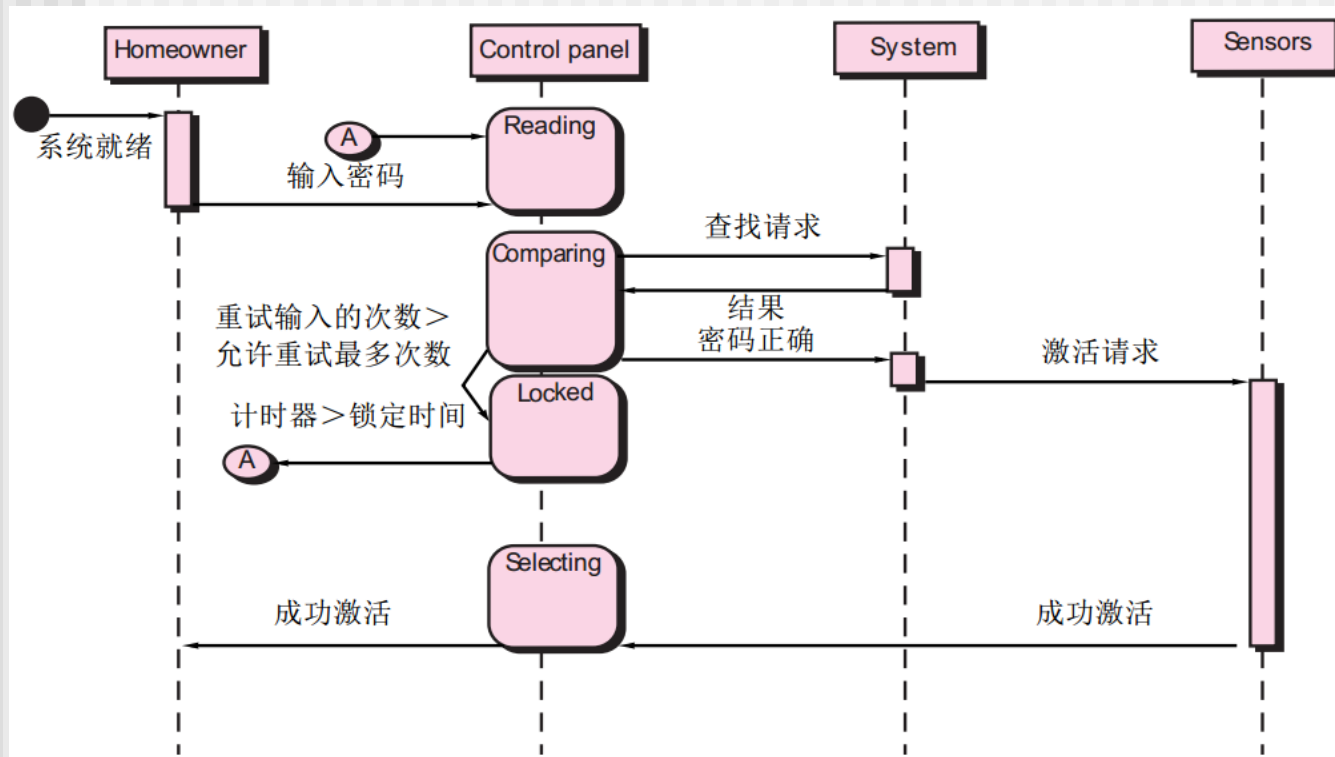 Homeowner
Control panel
System
Sensors
系统就绪
A
Reading
输入密码
Comparing
查找请求
结果
重试输入的次数＞
允许重试最多次数
密码正确
激活请求
Locked
计时器＞锁定时间
A
Selecting
成功激活
成功激活